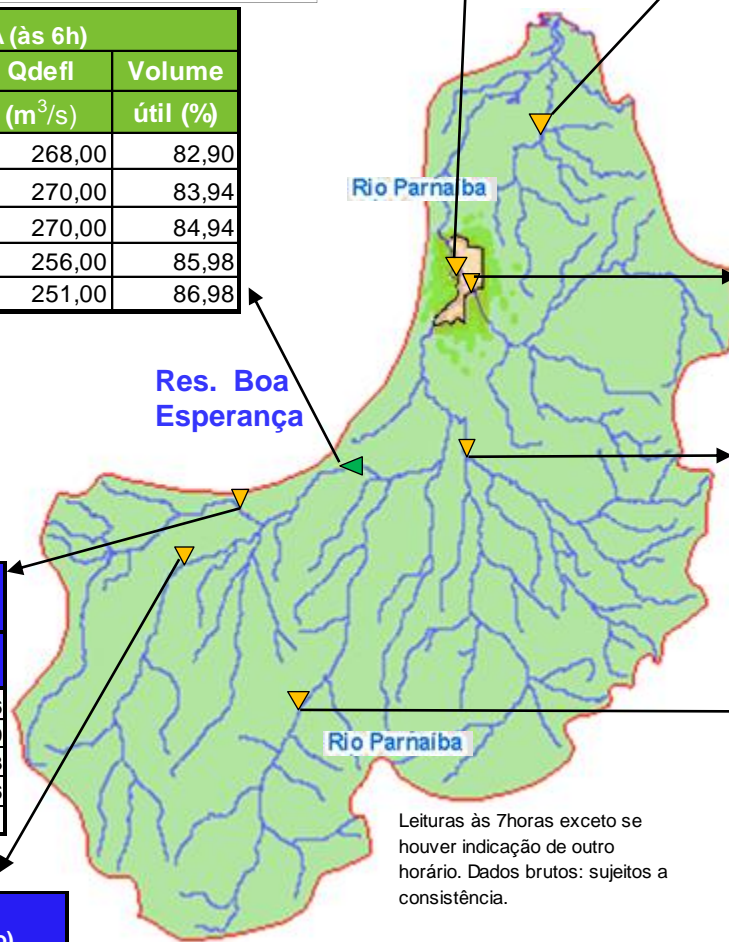 A (às 6h)
Qdefl Volume
(m³/s) útil (%)
268,00 82,90
270,00 83,94
270,00 84,94
256,00 85,98
251,00 86,98
Rio Parnaíba
Res. Boa
Esperança
Rio Parnaíba
Leituras às 7horas exceto se
houver indicação de outro
horário. Dados brutos: sujeitos a
consistência.